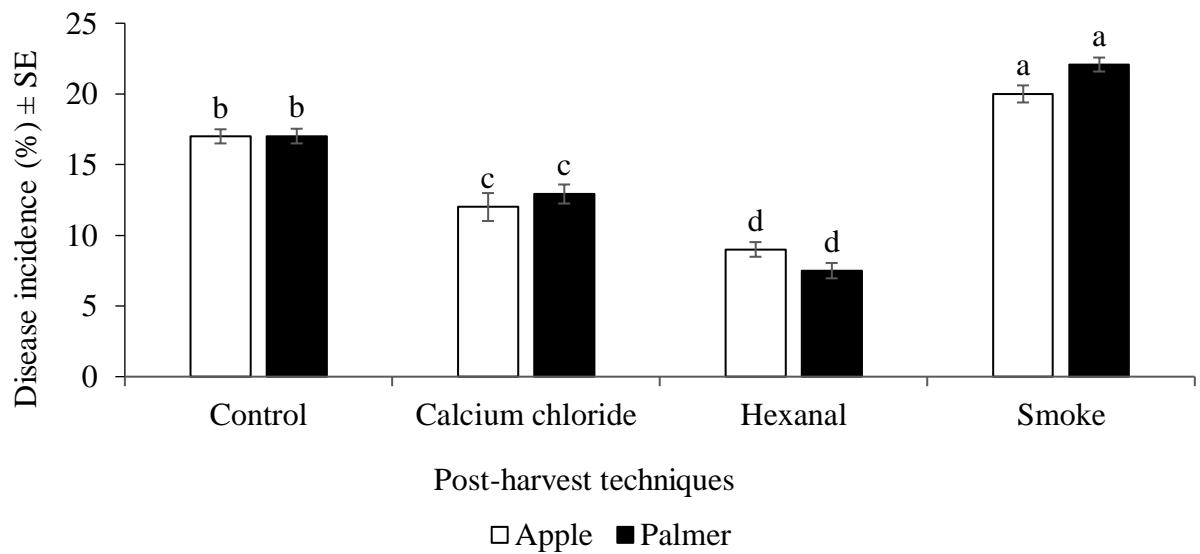 Disease incidence (%) ± SE
25
20
15
10
5
0
b b
c c
d d
a a
Control Calcium chloride Hexanal Smoke
Post-harvest techniques
Apple Palmer